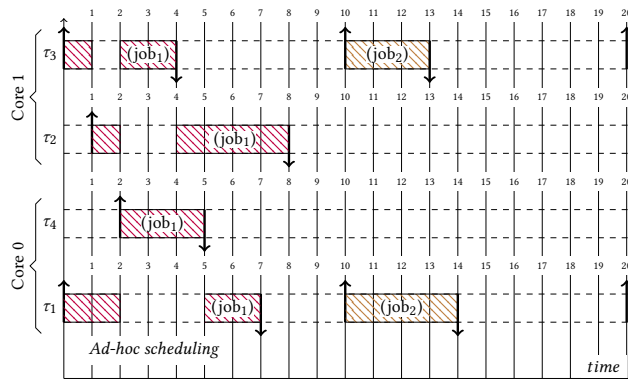 1 2 3 4 5 6 7 8 9 10 11 12 13 14 15 16 17 18 19 20
Core 1
τ3 (job1) (job2)
1 2 3 4 5 6 7 8 9 10 11 12 13 14 15 16 17 18 19 20
τ2 (job1)
1 2 3 4 5 6 7 8 9 10 11 12 13 14 15 16 17 18 19 20
Core 0
τ4 (job1)
1 2 3 4 5 6 7 8 9 10 11 12 13 14 15 16 17 18 19 20
τ1 (job1) (job2)
Ad-hoc scheduling
time